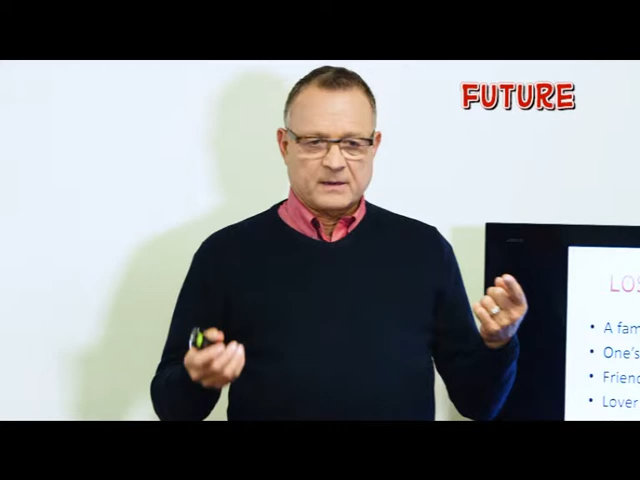 FUTURE
LOS
• A fam
• One's
• Friend
• Lover